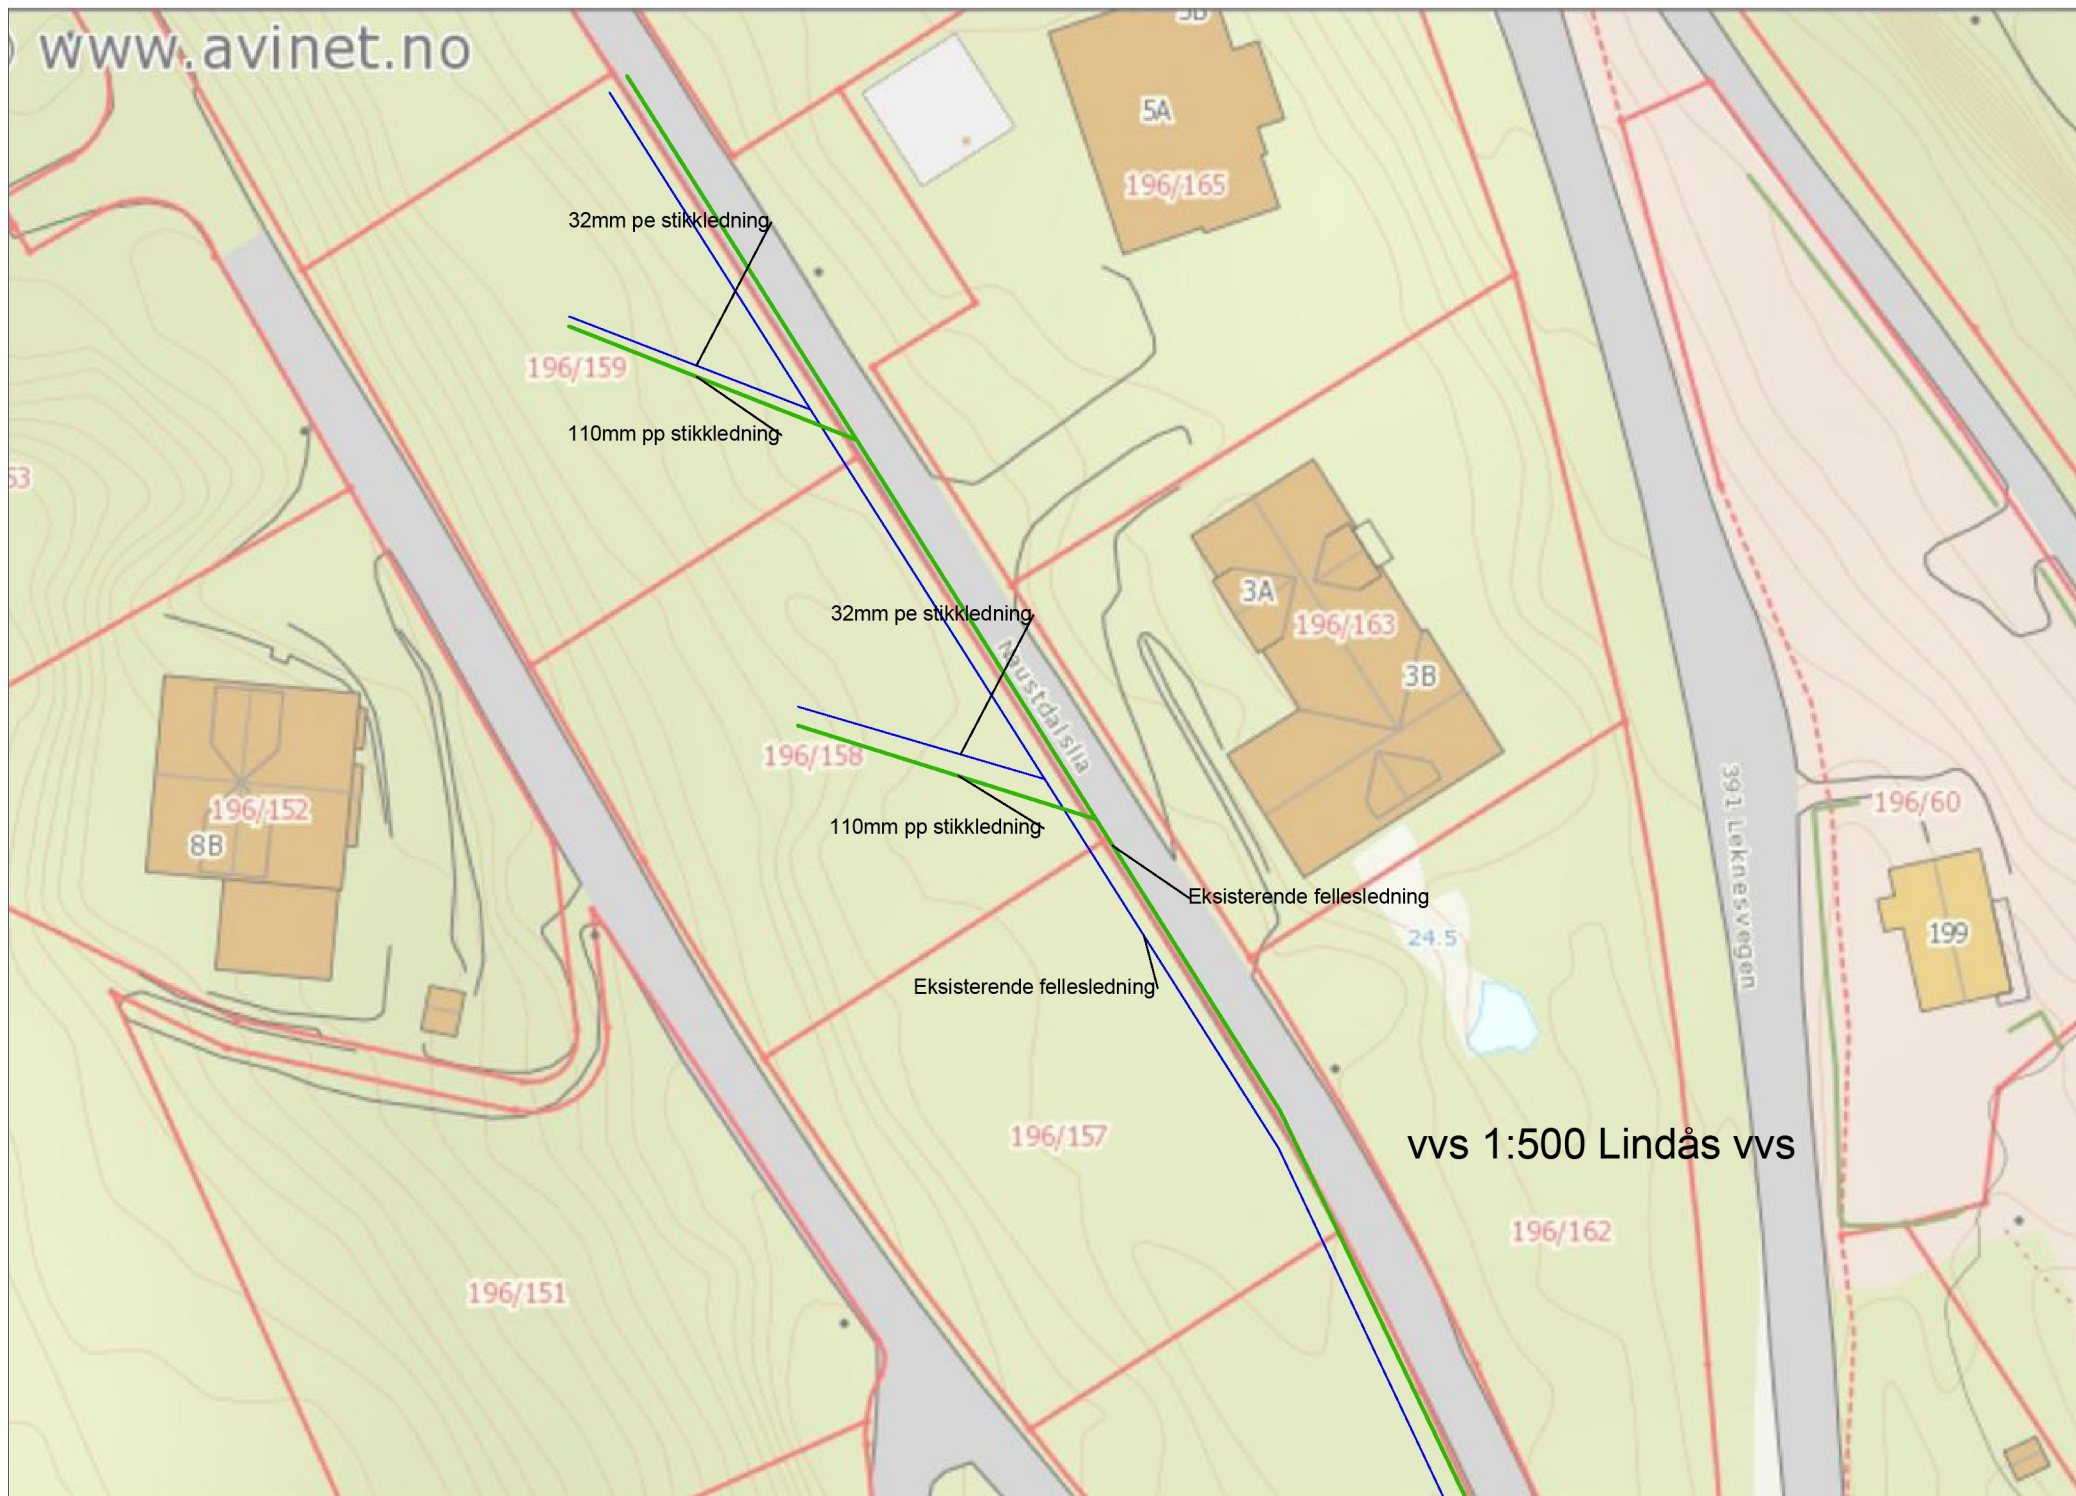 www.avinet.no
5A
196/165
32mm pe stikkledning
196/159
110mm pp stikkledning
3A
196/163
3B
32mm pe stikkledning
Naustdalslia
196/158
110mm pp stikkledning
196/152
8B
391 Leknesvegen
196/60
199
Eksisterende fellesledning
24.5
Eksisterende fellesledning
196/157
vvs 1:500 Lindås vvs
196/162
196/151